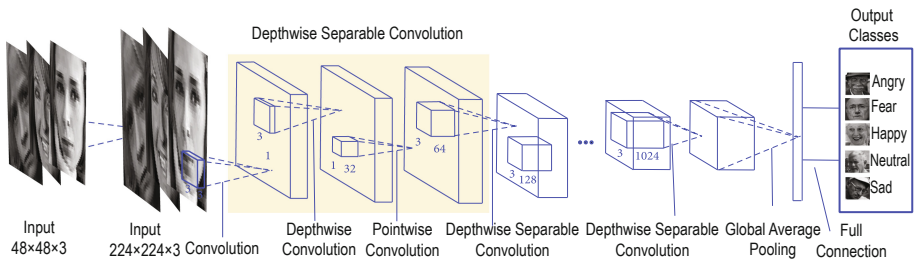 Output
Classes
Depthwise Separable Convolution
Angry
Fear
Happy
Neutral
Sad
3
3
1
1
32
3
64
3
128
...
3
1024
Input
48×48×3
Input
224×224×3
Convolution
Depthwise
Convolution
Pointwise
Convolution
Depthwise Separable
Convolution
Depthwise Separable
Convolution
Global Average
Pooling
Full
Connection